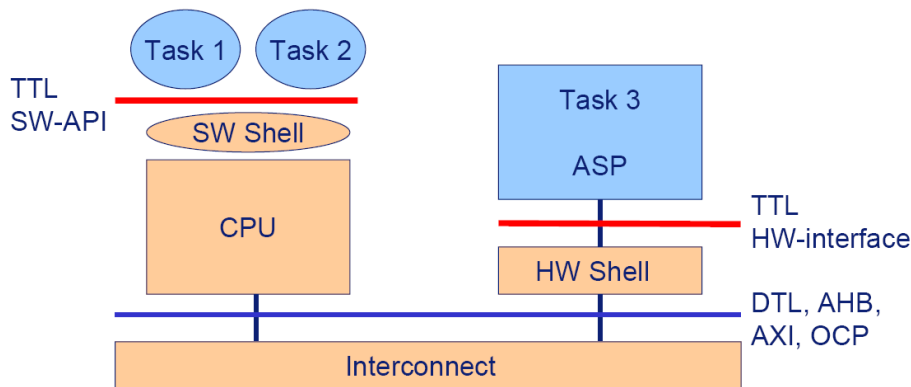 Task 1
Task 2
TTL
SW-API
SW Shell
CPU
Task 3
ASP
TTL
HW-interface
HW Shell
DTL, AHB,
AXI, OCP
Interconnect